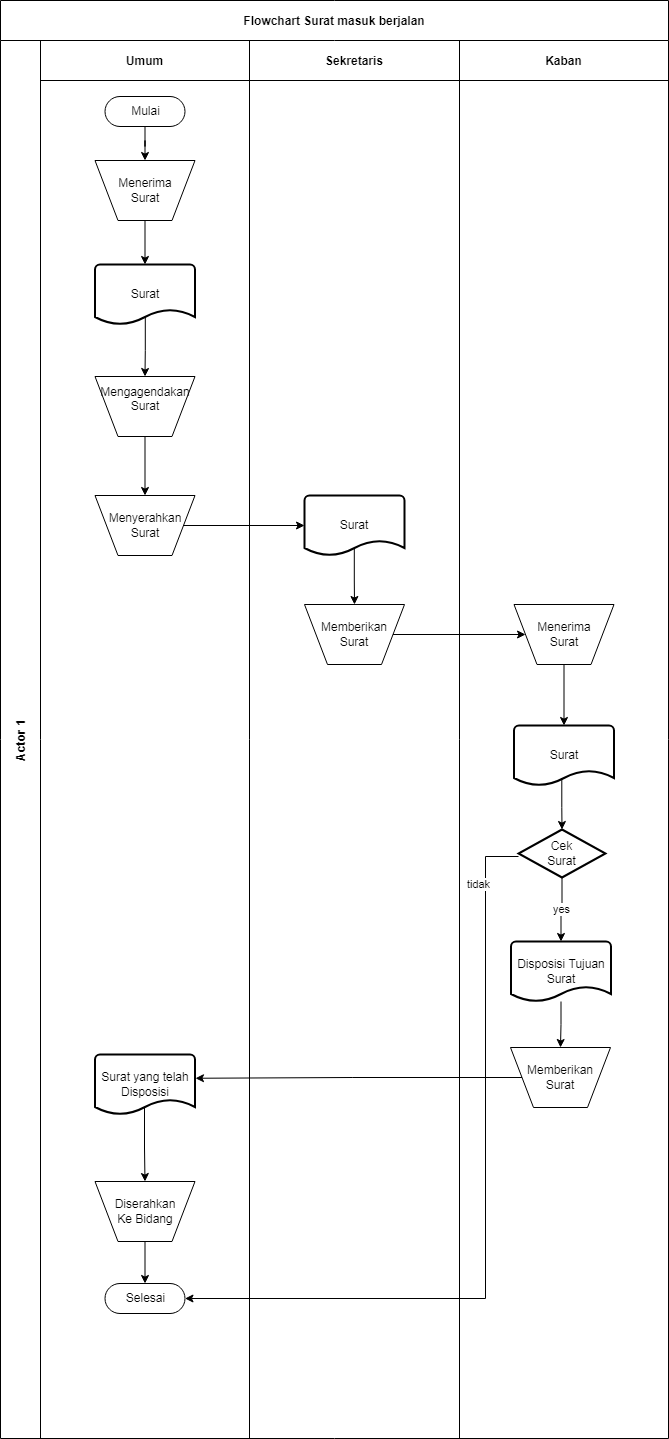 Flowchart Surat masuk berjalan
Umum
Sekretaris
Kaban
Actor 1
Mulai
Menerima
Surat
Surat
Mengagendakan
Surat
Menyerahkan
Surat
Surat
Memberikan
Surat
Menerima
Surat
Surat
Cek
Surat
tidak
yes
Disposisi Tujuan
Surat
Memberikan
Surat
Surat yang telah
Disposisi
Diserahkan
Ke Bidang
Selesai